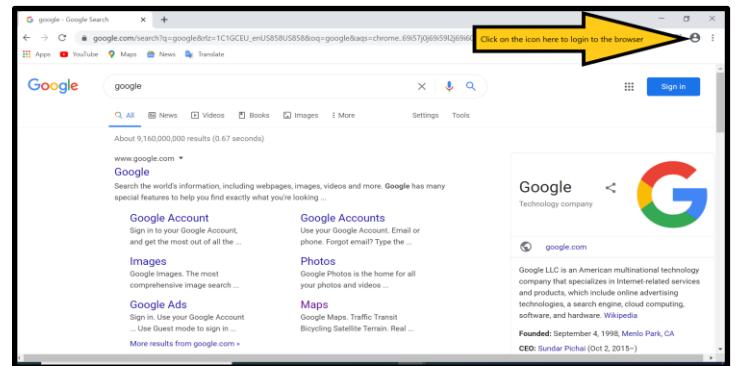 google - Google Search
google.com/search?q=google&rlz=1C1GCEU_enUS858US858&oq=google&aqs=chrome..69i57j0j69i59l2j69i60
Click on the icon here to login to the browser
Apps YouTube Maps News Translate
Google
google
Sign in
All News Videos Books Images More Settings Tools
About 9,160,000,000 results (0.67 seconds)
www.google.com
Google
Search the world's information, including webpages, images, videos and more. Google has many
special features to help you find exactly what you're looking ...
Google Account
Sign in to your Google Account,
and get the most out of all the ...
Google Accounts
Use your Google Account. Email or
phone. Forgot email? Type the ...
Images
Google Images. The most
comprehensive image search ...
Photos
Google Photos is the home for all
your photos and videos ...
Google Ads
Sign in. Use your Google Account
... Use Guest mode to sign in ...
Maps
Google Maps. Traffic Transit
Bicycling Satellite Terrain. Real ...
More results from google.com »
Google
Technology company
G
google.com
Google LLC is an American multinational technology
company that specializes in Internet-related services
and products, which include online advertising
technologies, a search engine, cloud computing,
software, and hardware. Wikipedia
Founded: September 4, 1998, Menlo Park, CA
CEO: Sundar Pichai (Oct 2, 2015–)